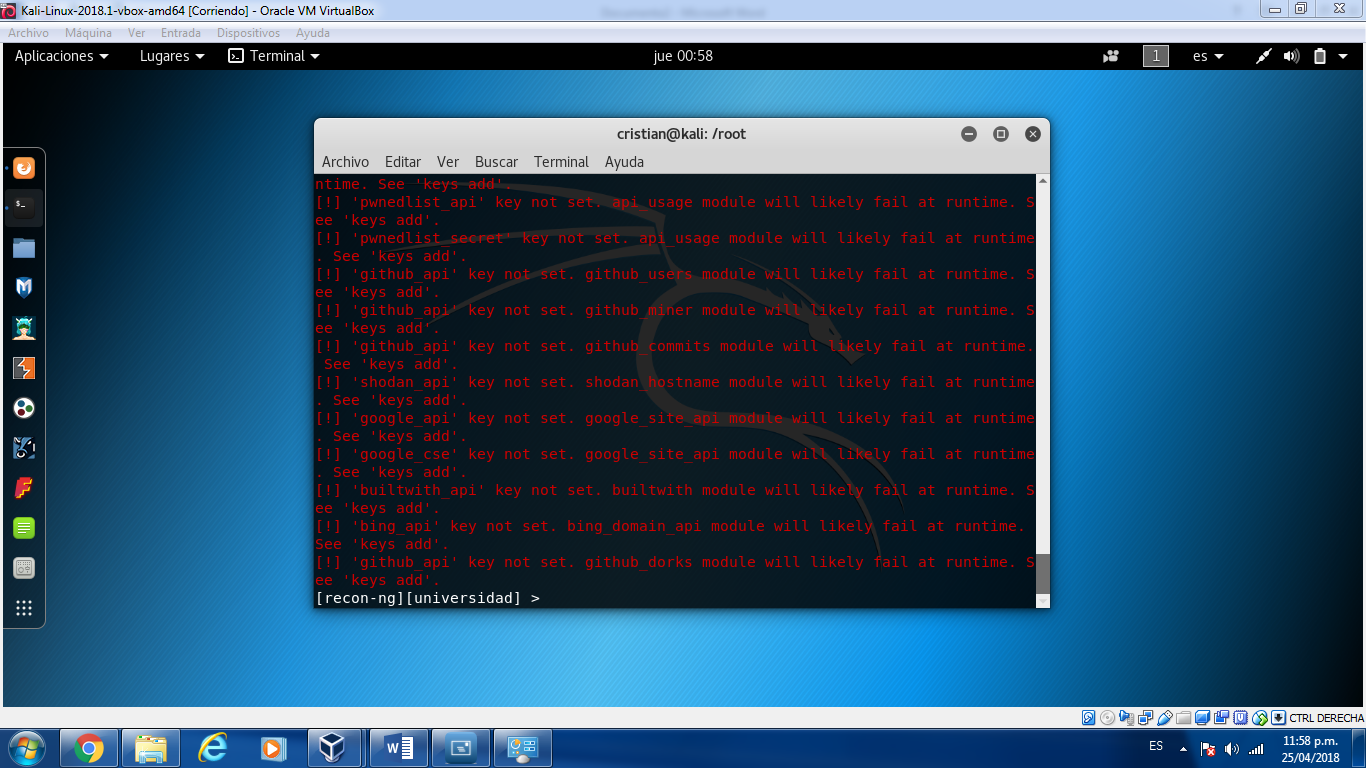 Kali-Linux-2018.1-vbox-amd64 [Corriendo] - Oracle VM VirtualBox
Archivo Máquina Ver Entrada Dispositivos Ayuda
Aplicaciones Lugares Terminal jue 00:58 1 es
cristian@kali: /root
Archivo Editar Ver Buscar Terminal Ayuda
ntime. See 'keys add'.
[!] 'pwnedlist_api' key not set. api_usage module will likely fail at runtime. S
ee 'keys add'.
[!] 'pwnedlist_secret' key not set. api_usage module will likely fail at runtime
. See 'keys add'.
[!] 'github_api' key not set. github_users module will likely fail at runtime. S
ee 'keys add'.
[!] 'github_api' key not set. github_miner module will likely fail at runtime. S
ee 'keys add'.
[!] 'github_api' key not set. github_commits module will likely fail at runtime.
See 'keys add'.
[!] 'shodan_api' key not set. shodan_hostname module will likely fail at runtime
. See 'keys add'.
[!] 'google_api' key not set. google_site_api module will likely fail at runtime
. See 'keys add'.
[!] 'google_cse' key not set. google_site_api module will likely fail at runtime
. See 'keys add'.
[!] 'builtwith_api' key not set. builtwith module will likely fail at runtime. S
ee 'keys add'.
[!] 'bing_api' key not set. bing_domain_api module will likely fail at runtime.
See 'keys add'.
[!] 'github_api' key not set. github_dorks module will likely fail at runtime. S
ee 'keys add'.
[recon-ng][universidad] >
CTRL DERECHA
ES
11:58 p.m.
25/04/2018